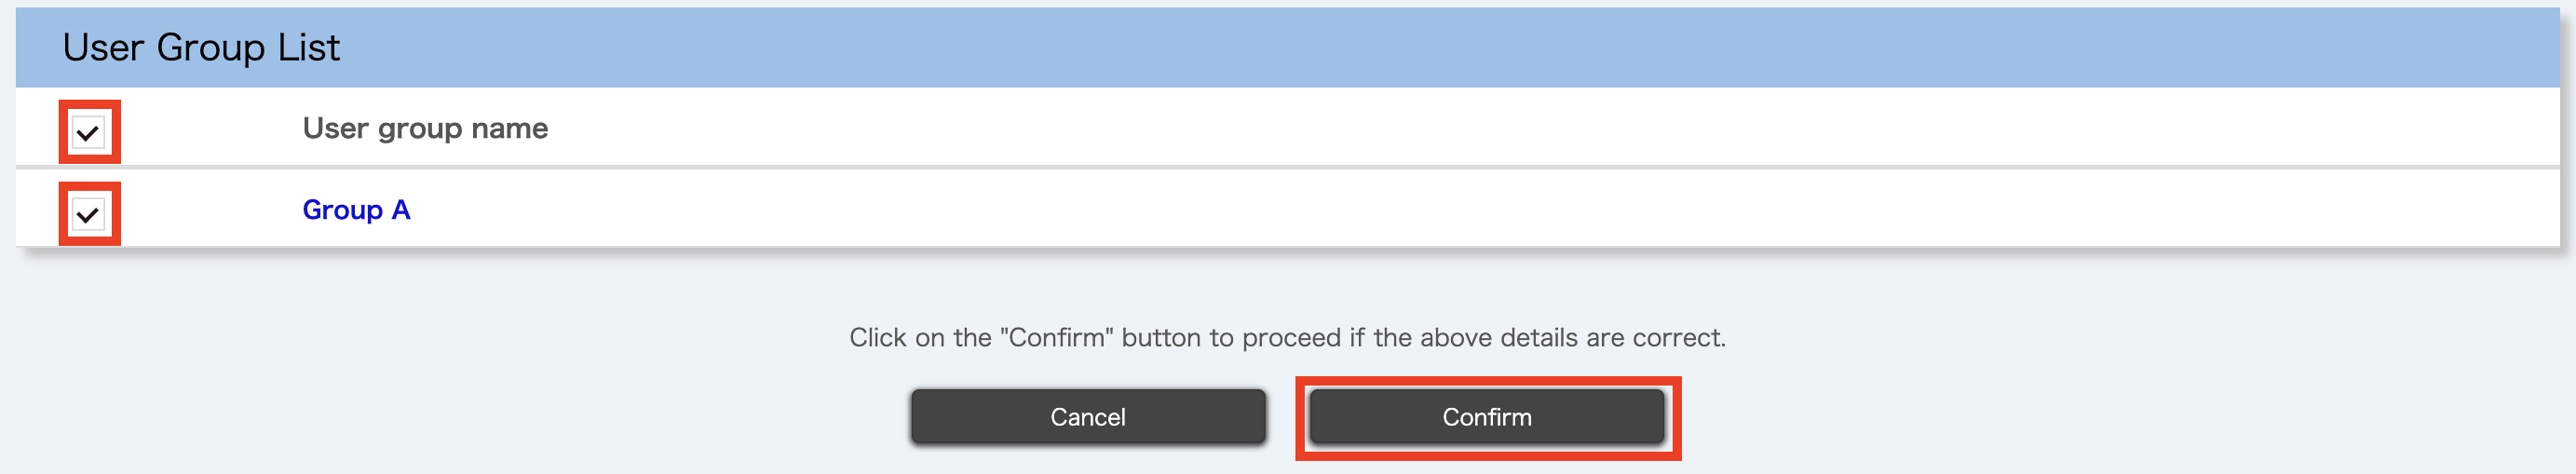 User Group List
User group name
Group A
Click on the "Confirm" button to proceed if the above details are correct.
Cancel Confirm